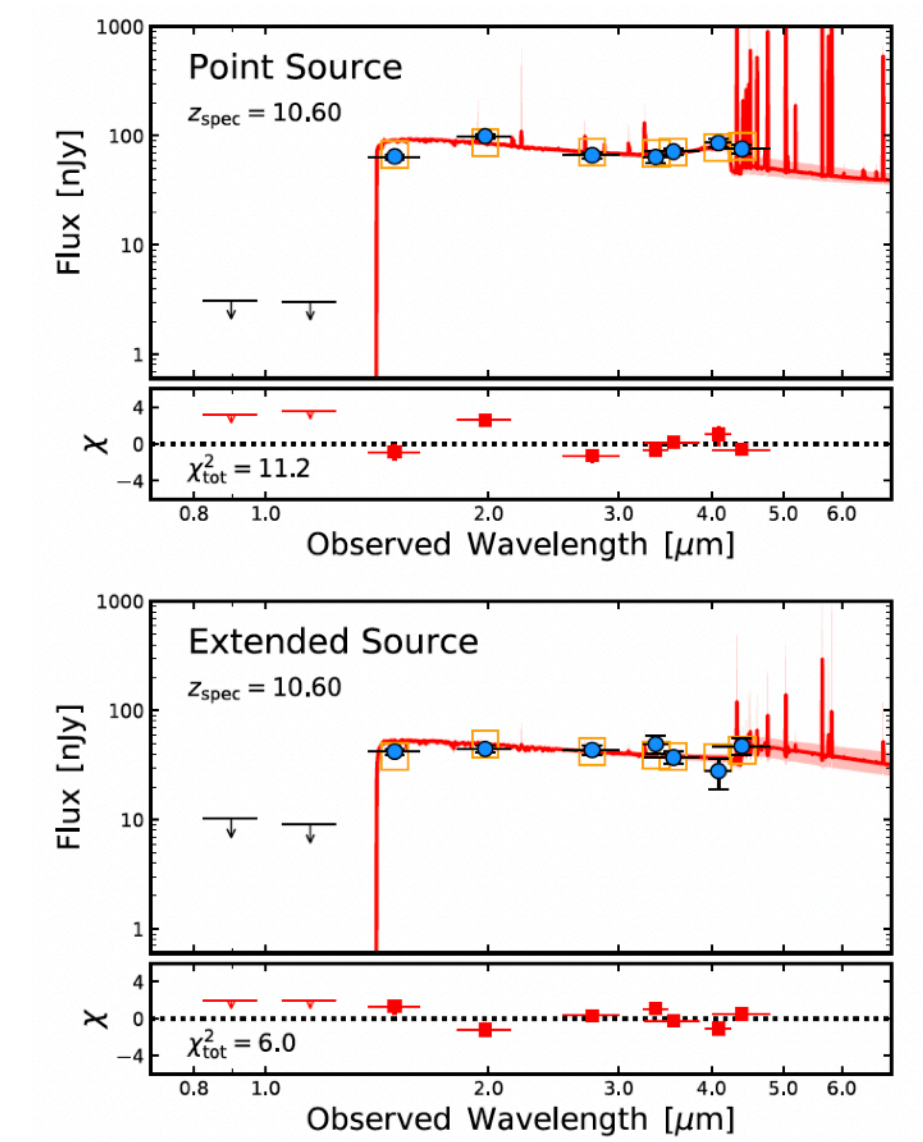 1000
Point Source
z_spec = 10.60
100
Flux [nJy]
10
1
4
χ
0
χ²_tot = 11.2
−4
0.8 1.0 2.0 3.0 4.0 5.0 6.0
Observed Wavelength [μm]
1000
Extended Source
z_spec = 10.60
100
Flux [nJy]
10
1
4
χ
0
χ²_tot = 6.0
−4
0.8 1.0 2.0 3.0 4.0 5.0 6.0
Observed Wavelength [μm]